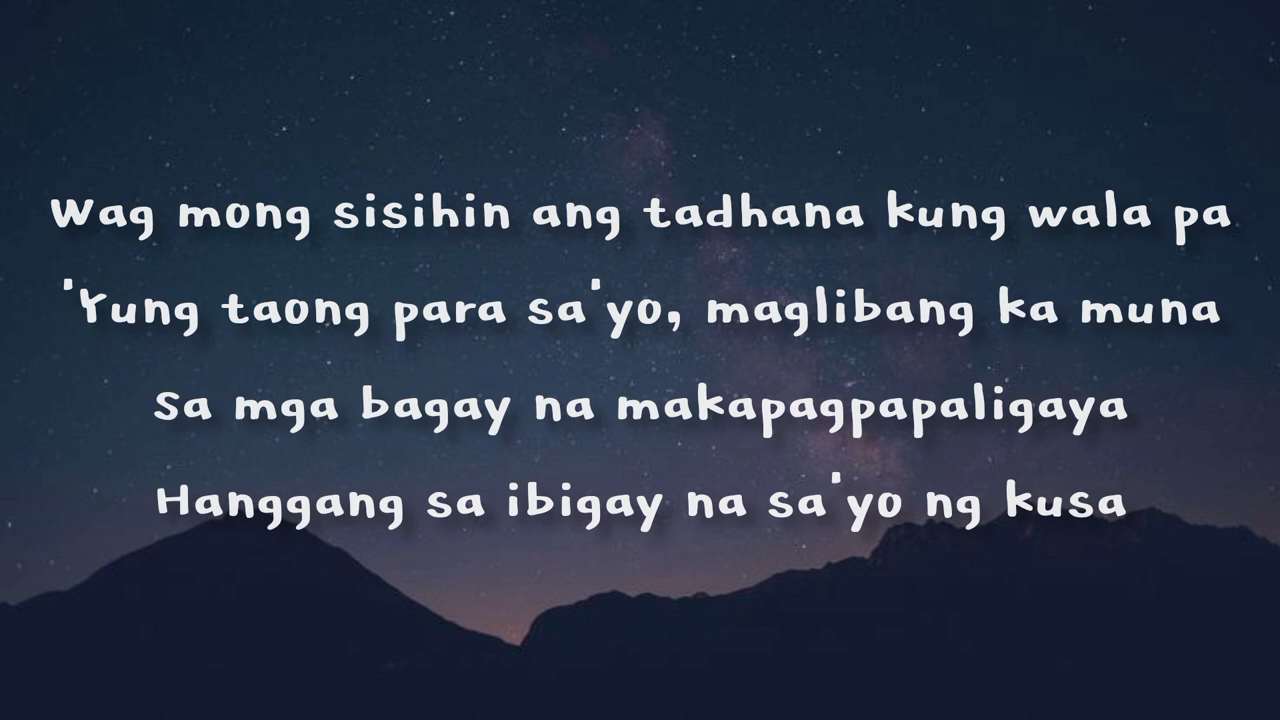 Wag mong sisihin ang tadhana kung wala pa
'Yung taong para sa'yo, maglibang ka muna
sa mga bagay na makapagpapaligaya
Hanggang sa ibigay na sa'yo ng kusa